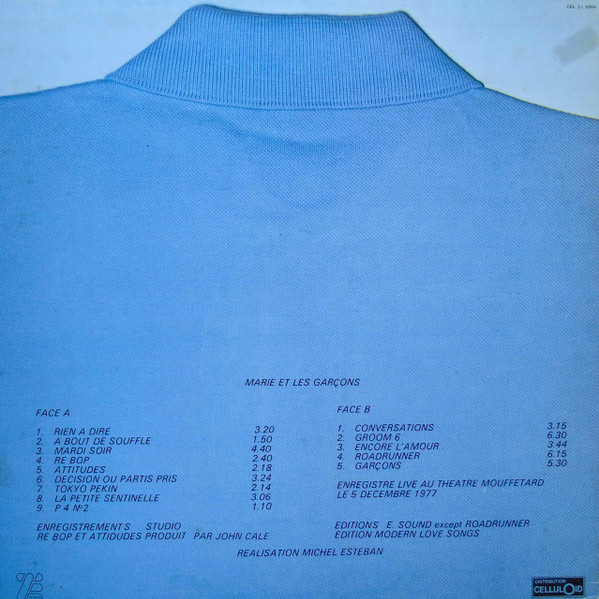 CEL 2- 6564
MARIE ET LES GARÇONS
FACE A
1. RIEN A DIRE 3.20
2. A BOUT DE SOUFFLE 1.50
3. MARDI SOIR 4.40
4. RE BOP 2.40
5. ATTITUDES 2.18
6. DECISION OU PARTIS PRIS 3.24
7. TOKYO PEKIN 2.14
8. LA PETITE SENTINELLE 3.06
9. P 4 Nº2 1.10
ENREGISTREMENTS STUDIO
RE BOP ET ATTIDUDES PRODUIT PAR JOHN CALE
FACE B
1. CONVERSATIONS 3.15
2. GROOM 6 6.30
3. ENCORE L'AMOUR 3.44
4. ROADRUNNER 6.15
5. GARÇONS 5.30
ENREGISTRE LIVE AU THEATRE MOUFFETARD
LE 5 DECEMBRE 1977
EDITIONS E. SOUND except ROADRUNNER
EDITION MODERN LOVE SONGS
REALISATION MICHEL ESTEBAN
DISTRIBUTION
CELLULOID